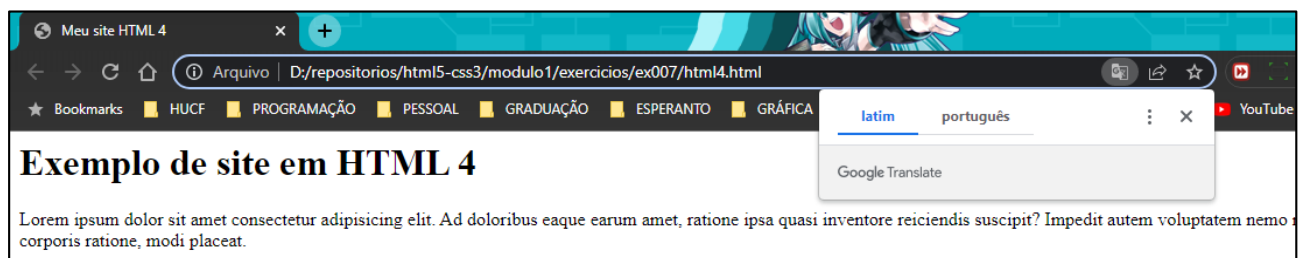 Meu site HTML 4
Arquivo D:/repositorios/html5-css3/modulo1/exercicios/ex007/html4.html
Bookmarks HUCF PROGRAMAÇÃO PESSOAL GRADUAÇÃO ESPERANTO GRÁFICA YouTube
latim português
Google Translate
Exemplo de site em HTML 4
Lorem ipsum dolor sit amet consectetur adipisicing elit. Ad doloribus eaque earum amet, ratione ipsa quasi inventore reiciendis suscipit? Impedit autem voluptatem nemo
corporis ratione, modi placeat.